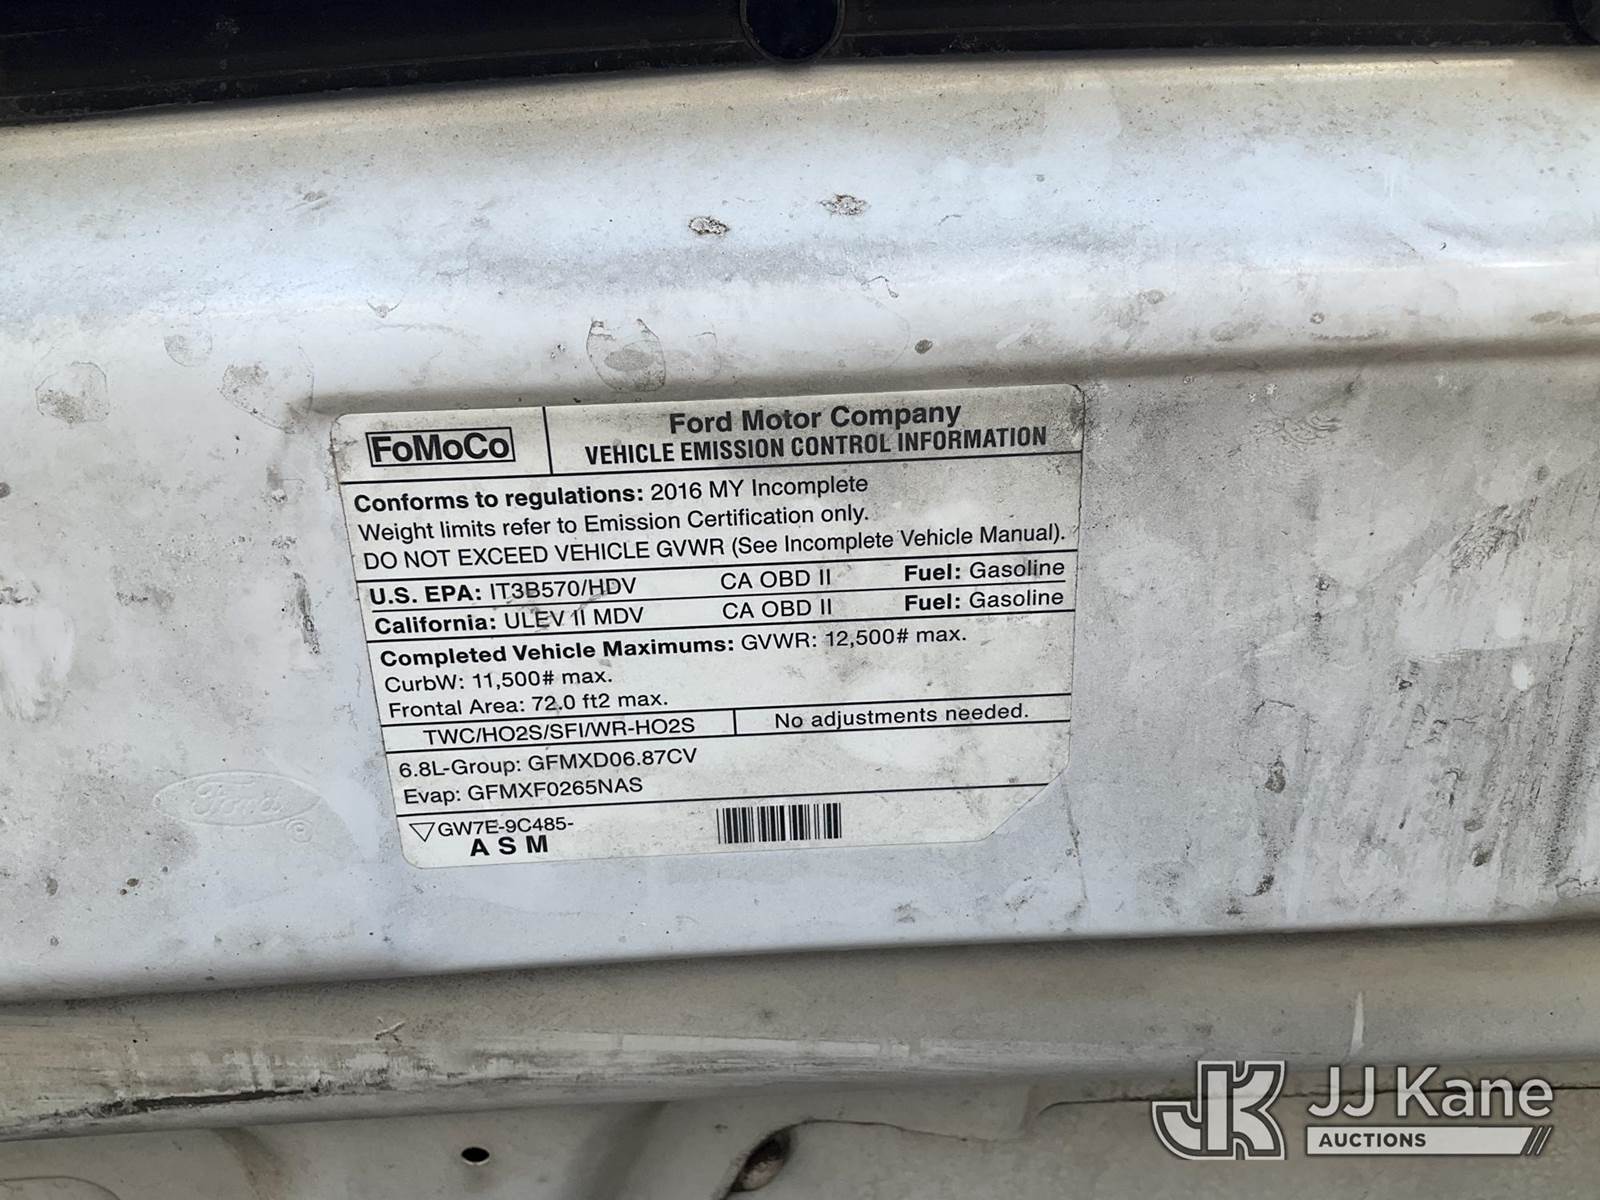 FoMoCo
Ford Motor Company
VEHICLE EMISSION CONTROL INFORMATION
Conforms to regulations: 2016 MY Incomplete
Weight limits refer to Emission Certification only.
DO NOT EXCEED VEHICLE GVWR (See Incomplete Vehicle Manual).
U.S. EPA: IT3B570/HDV CA OBD II Fuel: Gasoline
California: ULEV II MDV CA OBD II Fuel: Gasoline
Completed Vehicle Maximums: GVWR: 12,500# max.
CurbW: 11,500# max.
Frontal Area: 72.0 ft2 max.
TWC/HO2S/SFI/WR-HO2S No adjustments needed.
6.8L-Group: GFMXD06.87CV
Evap: GFMXF0265NAS
GW7E-9C485-
A S M
Ford
JK JJ Kane
AUCTIONS